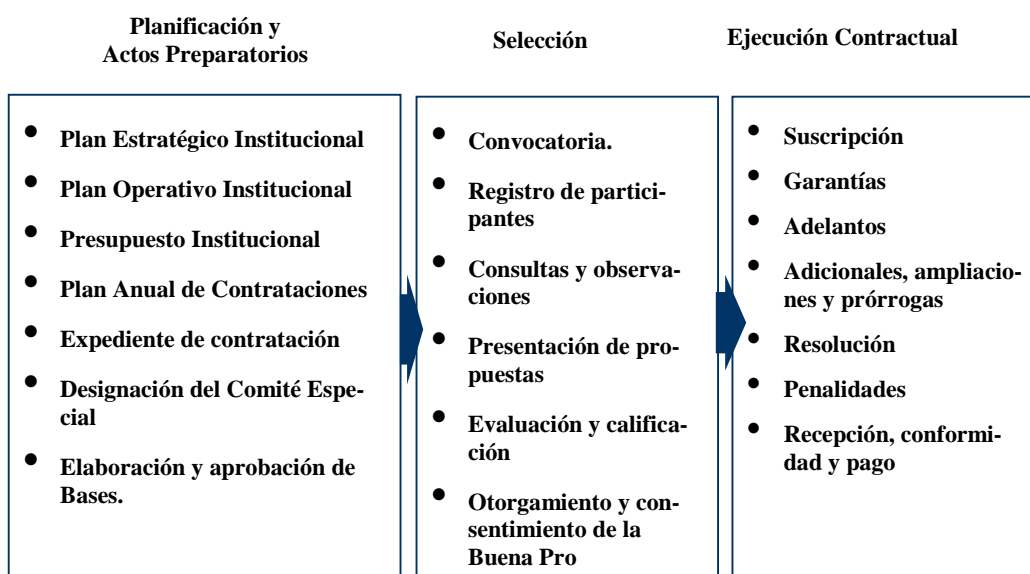 Planificación y
Actos Preparatorios
Selección
Ejecución Contractual
• Plan Estratégico Institucional
• Plan Operativo Institucional
• Presupuesto Institucional
• Plan Anual de Contrataciones
• Expediente de contratación
• Designación del Comité Espe-
cial
• Elaboración y aprobación de
Bases.
• Convocatoria.
• Registro de partici-
pantes
• Consultas y observa-
ciones
• Presentación de pro-
puestas
• Evaluación y califica-
ción
• Otorgamiento y con-
sentimiento de la
Buena Pro
• Suscripción
• Garantías
• Adelantos
• Adicionales, ampliacio-
nes y prórrogas
• Resolución
• Penalidades
• Recepción, conformi-
dad y pago